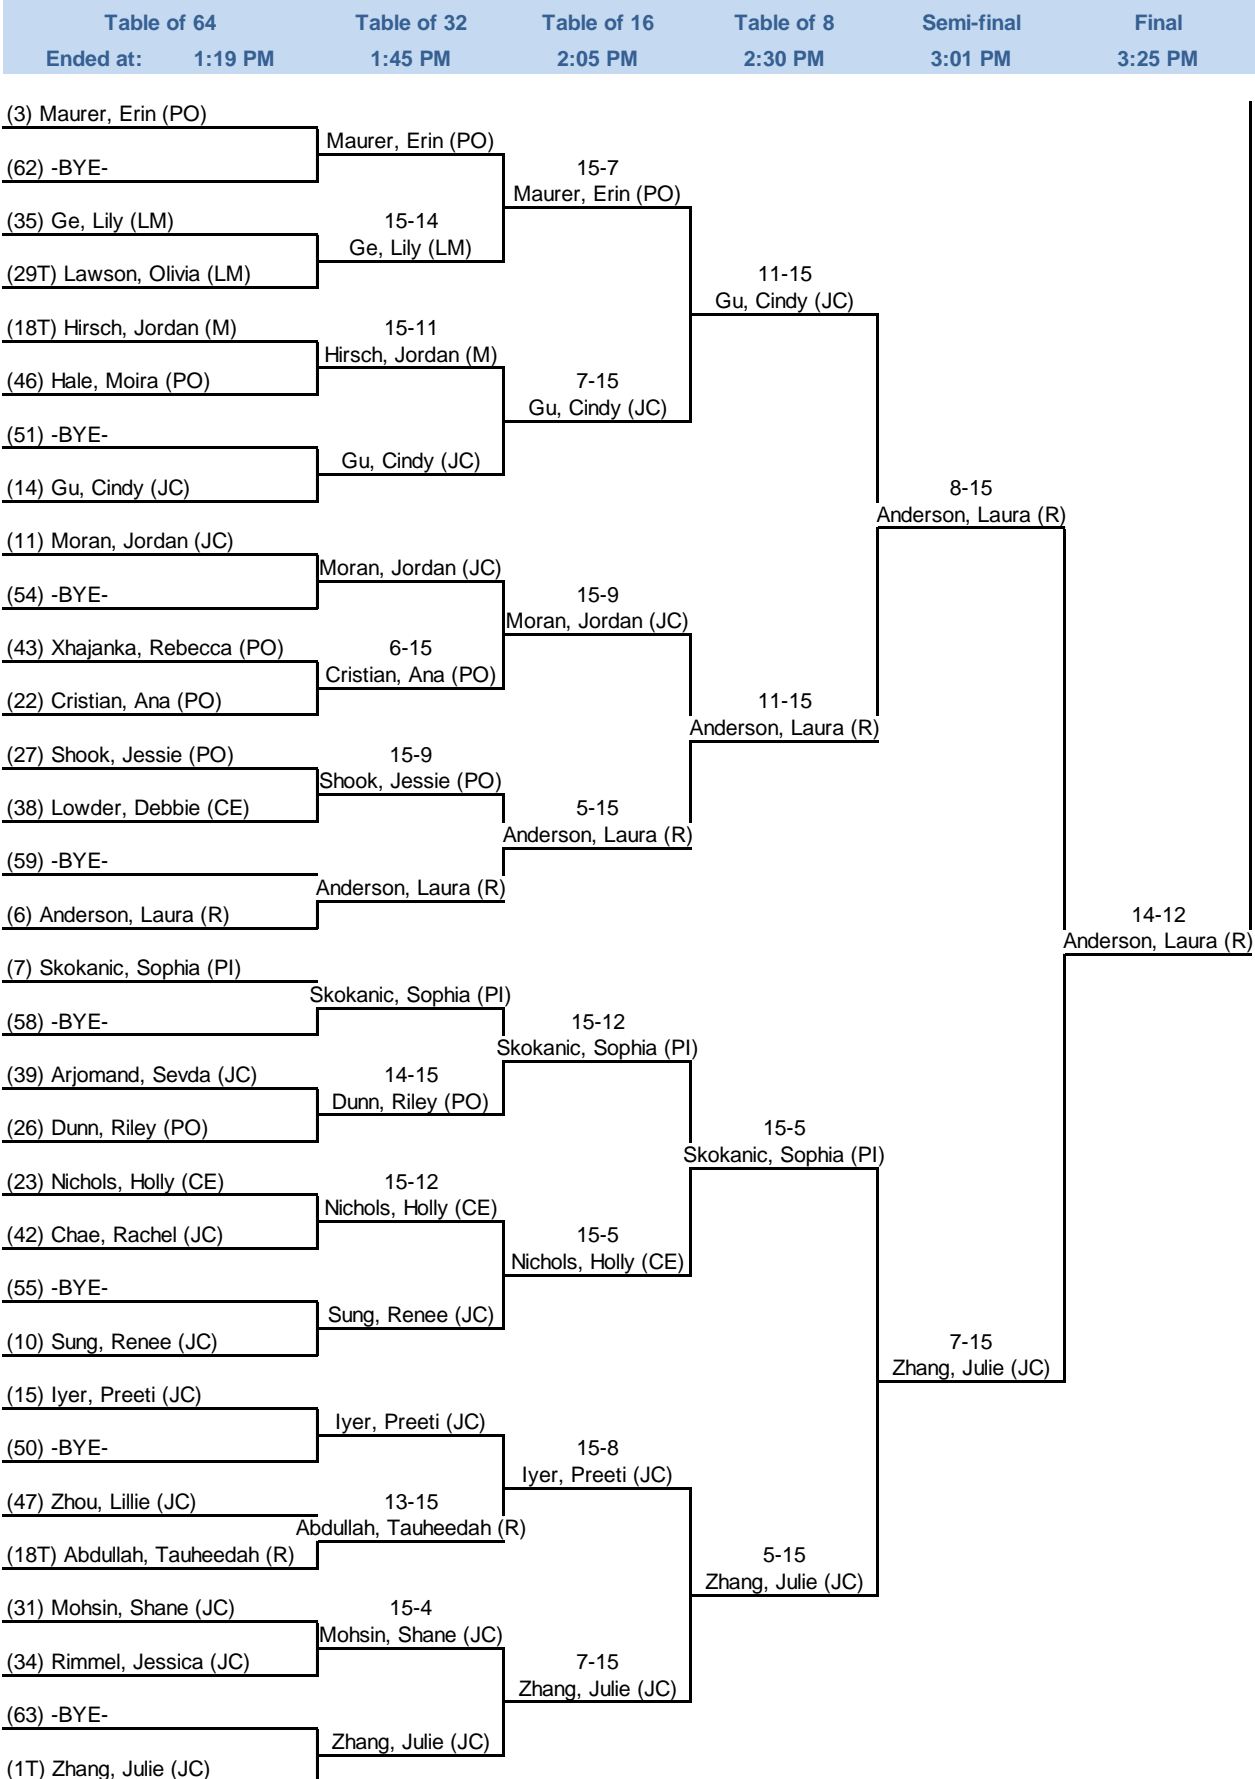 Table of 64 Table of 32 Table of 16 Table of 8 Semi-final Final
Ended at: 1:19 PM 1:45 PM 2:05 PM 2:30 PM 3:01 PM 3:25 PM
(3) Maurer, Erin (PO)
Maurer, Erin (PO)
(62) -BYE- 15-7
Maurer, Erin (PO)
(35) Ge, Lily (LM) 15-14
Ge, Lily (LM)
(29T) Lawson, Olivia (LM) 11-15
Gu, Cindy (JC)
(18T) Hirsch, Jordan (M) 15-11
Hirsch, Jordan (M)
(46) Hale, Moira (PO) 7-15
Gu, Cindy (JC)
(51) -BYE-
Gu, Cindy (JC)
(14) Gu, Cindy (JC) 8-15
Anderson, Laura (R)
(11) Moran, Jordan (JC)
Moran, Jordan (JC)
(54) -BYE- 15-9
Moran, Jordan (JC)
(43) Xhajanka, Rebecca (PO) 6-15
Cristian, Ana (PO)
(22) Cristian, Ana (PO) 11-15
Anderson, Laura (R)
(27) Shook, Jessie (PO) 15-9
Shook, Jessie (PO)
(38) Lowder, Debbie (CE) 5-15
Anderson, Laura (R)
(59) -BYE-
Anderson, Laura (R)
(6) Anderson, Laura (R) 14-12
Anderson, Laura (R)
(7) Skokanic, Sophia (PI)
Skokanic, Sophia (PI)
(58) -BYE- 15-12
Skokanic, Sophia (PI)
(39) Arjomand, Sevda (JC) 14-15
Dunn, Riley (PO)
(26) Dunn, Riley (PO) 15-5
Skokanic, Sophia (PI)
(23) Nichols, Holly (CE) 15-12
Nichols, Holly (CE)
(42) Chae, Rachel (JC) 15-5
Nichols, Holly (CE)
(55) -BYE-
Sung, Renee (JC)
(10) Sung, Renee (JC) 7-15
Zhang, Julie (JC)
(15) Iyer, Preeti (JC)
Iyer, Preeti (JC)
(50) -BYE- 15-8
Iyer, Preeti (JC)
(47) Zhou, Lillie (JC) 13-15
Abdullah, Tauheedah (R)
(18T) Abdullah, Tauheedah (R) 5-15
Zhang, Julie (JC)
(31) Mohsin, Shane (JC) 15-4
Mohsin, Shane (JC)
(34) Rimmel, Jessica (JC) 7-15
Zhang, Julie (JC)
(63) -BYE-
Zhang, Julie (JC)
(1T) Zhang, Julie (JC)